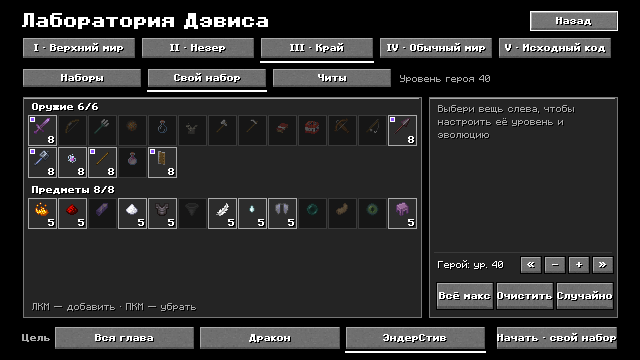 Лаборатория Дэвиса
Назад
I · Верхний мир
II · Незер
III · Край
IV · Обычный мир
V · Исходный код
Наборы
Свой набор
Читы
Уровень героя 40
Оружие 6/6
8
8
8
8
8
8
Предметы 8/8
5
5
5
5
5
5
5
5
ЛКМ — добавить · ПКМ — убрать
Выбери вещь слева, чтобы
настроить её уровень и
эволюцию
Герой: ур. 40
«
−
+
»
Всё макс
Очистить
Случайно
Цель
Вся глава
Дракон
ЭндерСтив
Начать · свой набор